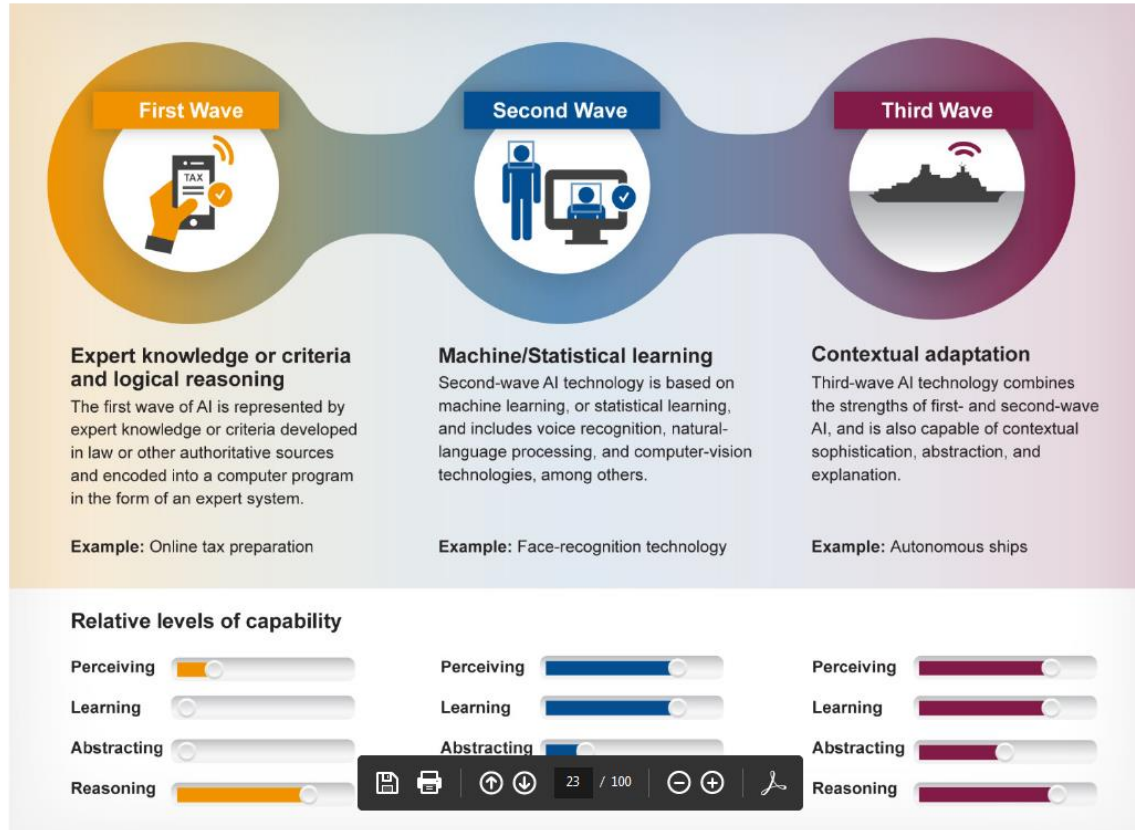 First Wave
TAX
Expert knowledge or criteria
and logical reasoning
The first wave of AI is represented by
expert knowledge or criteria developed
in law or other authoritative sources
and encoded into a computer program
in the form of an expert system.
Example: Online tax preparation
Second Wave
Machine/Statistical learning
Second-wave AI technology is based on
machine learning, or statistical learning,
and includes voice recognition, natural-
language processing, and computer-vision
technologies, among others.
Example: Face-recognition technology
Third Wave
Contextual adaptation
Third-wave AI technology combines
the strengths of first- and second-wave
AI, and is also capable of contextual
sophistication, abstraction, and
explanation.
Example: Autonomous ships
Relative levels of capability
Perceiving
Learning
Abstracting
Reasoning
Perceiving
Learning
Abstracting
Perceiving
Learning
Abstracting
Reasoning
23 / 100